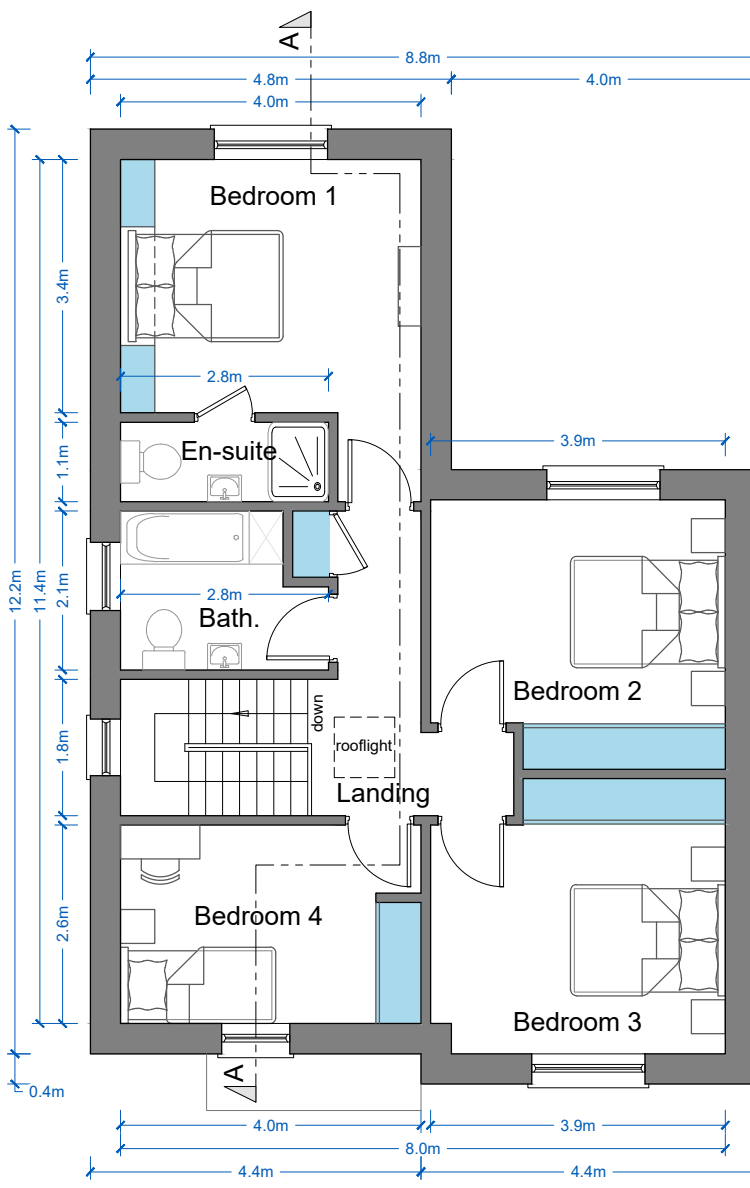 A
8.8m
4.8m
4.0m
4.0m
Bedroom 1
3.4m
2.8m
3.9m
En-suite
1.1m
12.2m
11.4m
2.1m
2.8m
Bath.
Bedroom 2
down
rooflight
1.8m
Landing
Bedroom 4
2.6m
Bedroom 3
A
0.4m
4.0m
3.9m
8.0m
4.4m
4.4m